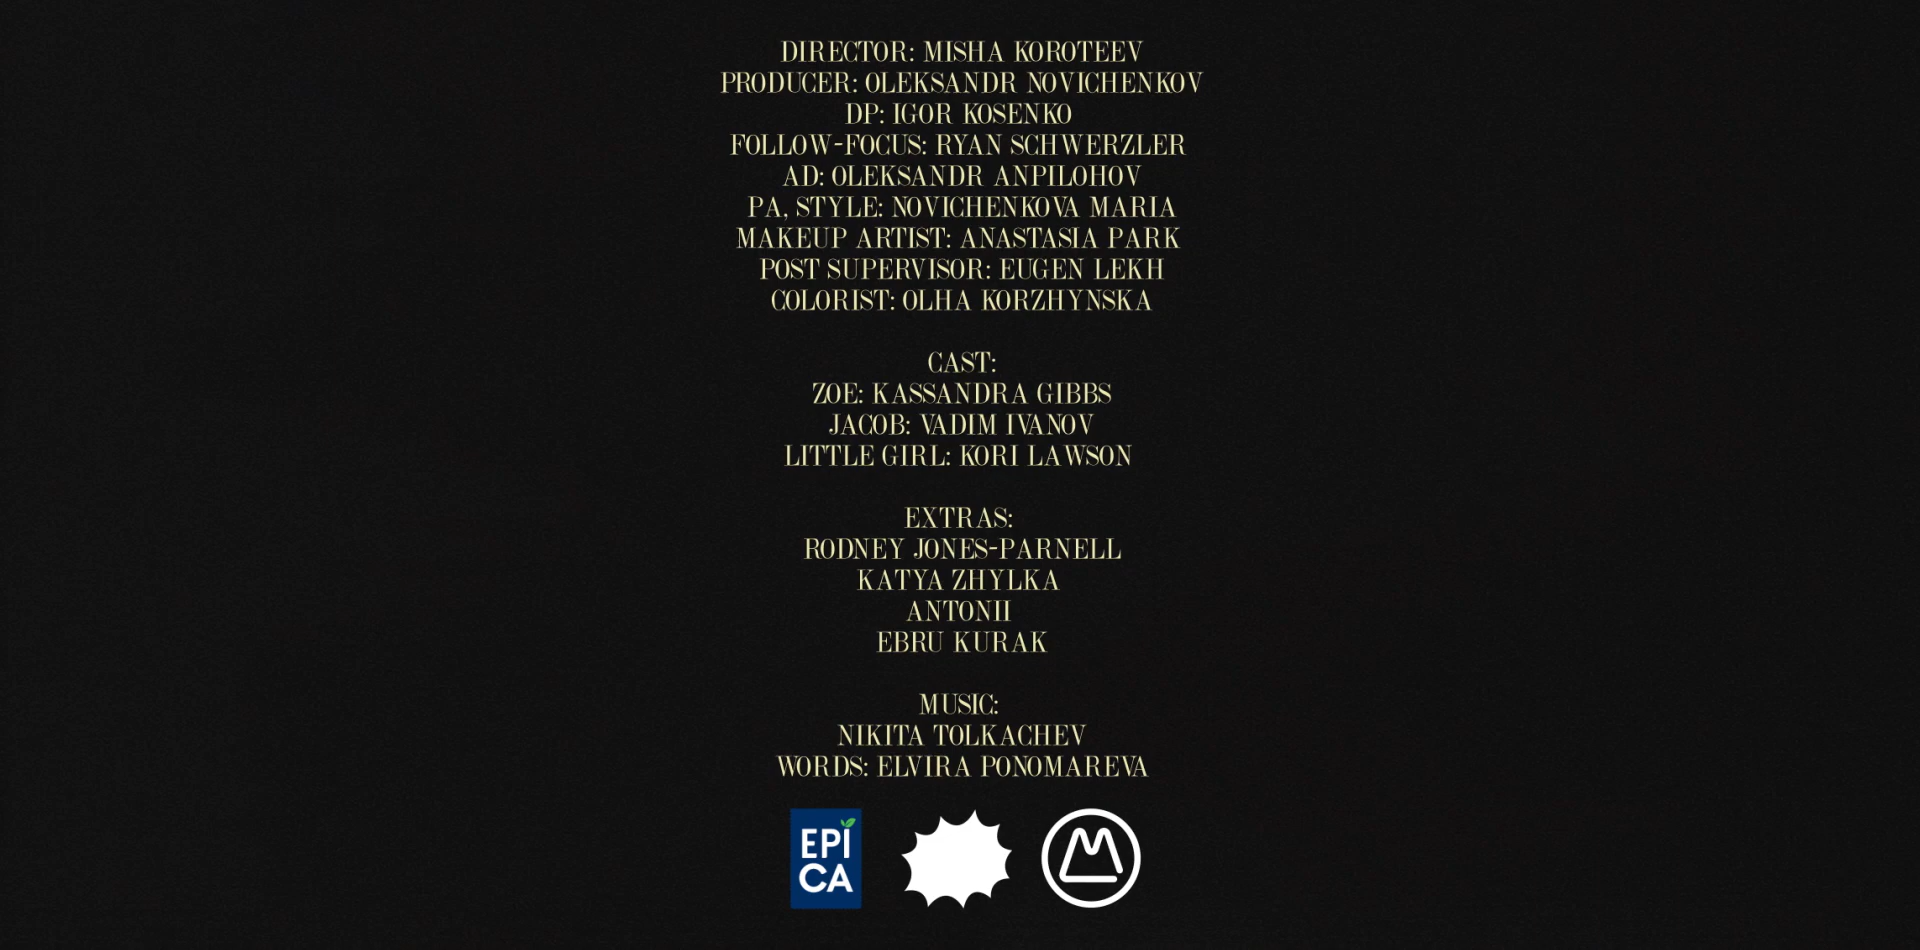 DIRECTOR: MISHA KOROTEEV
PRODUCER: OLEKSANDR NOVICHENKOV
DP: IGOR KOSENKO
FOLLOW-FOCUS: RYAN SCHWERZLER
AD: OLEKSANDR ANPILOHOV
PA, STYLE: NOVICHENKOVA MARIA
MAKEUP ARTIST: ANASTASIA PARK
POST SUPERVISOR: EUGEN LEKH
COLORIST: OLHA KORZHYNSKA
CAST:
ZOE: KASSANDRA GIBBS
JACOB: VADIM IVANOV
LITTLE GIRL: KORI LAWSON
EXTRAS:
RODNEY JONES-PARNELL
KATYA ZHYLKA
ANTONII
EBRU KURAK
MUSIC:
NIKITA TOLKACHEV
WORDS: ELVIRA PONOMAREVA
EPI
CA